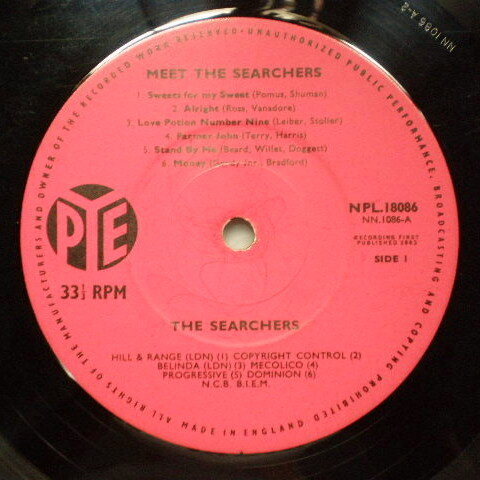 MEET THE SEARCHERS
1. Sweets for my Sweet (Pomus, Shuman)
2. Alright (Ross, Vanadore)
3. Love Potion Number Nine (Leiber, Stoller)
4. Farmer John (Terry, Harris)
5. Stand By Me (Beard, Willet, Doggett)
6. Money (Gordy Jnr., Bradford)
PYE
33⅓ RPM
NPL.18086
NN.1086-A
RECORDING FIRST
PUBLISHED
SIDE 1
THE SEARCHERS
HILL & RANGE (LDN) (1) COPYRIGHT CONTROL (2)
BELINDA (LDN) (3) MECOLICO (4)
PROGRESSIVE (5) DOMINION (6)
N.C.B. B.I.E.M.
ALL RIGHTS OF THE MANUFACTURERS AND OWNER OF THE RECORDED WORK RESERVED • UNAUTHORIZED PUBLIC PERFORMANCE, BROADCASTING AND COPYING PROHIBITED
MADE IN ENGLAND
NN 1086 A-2